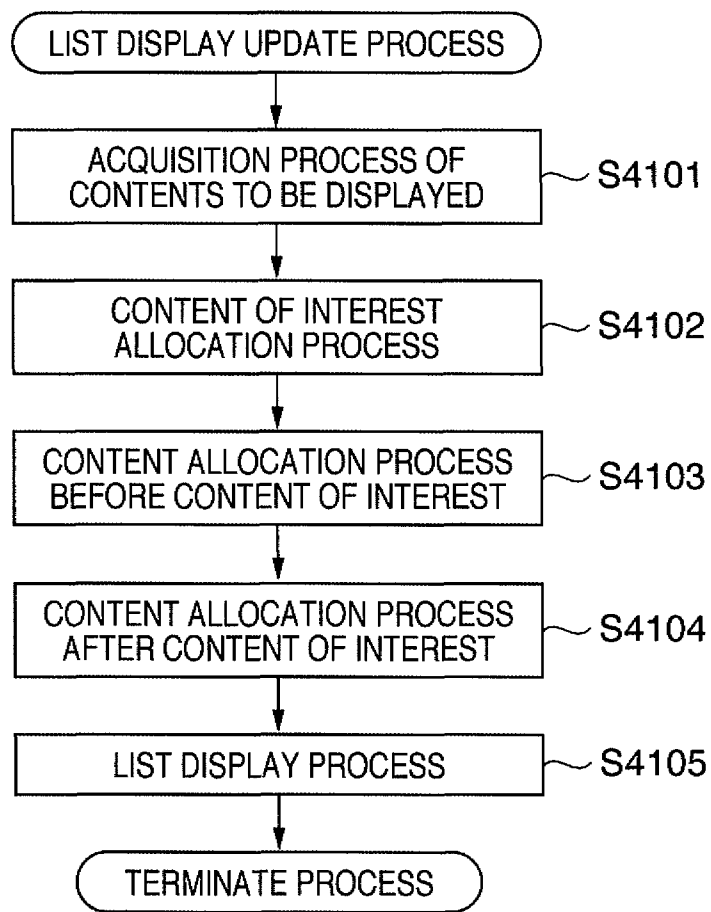 LIST DISPLAY UPDATE PROCESS
ACQUISITION PROCESS OF
CONTENTS TO BE DISPLAYED
S4101
CONTENT OF INTEREST
ALLOCATION PROCESS
S4102
CONTENT ALLOCATION PROCESS
BEFORE CONTENT OF INTEREST
S4103
CONTENT ALLOCATION PROCESS
AFTER CONTENT OF INTEREST
S4104
LIST DISPLAY PROCESS
S4105
TERMINATE PROCESS